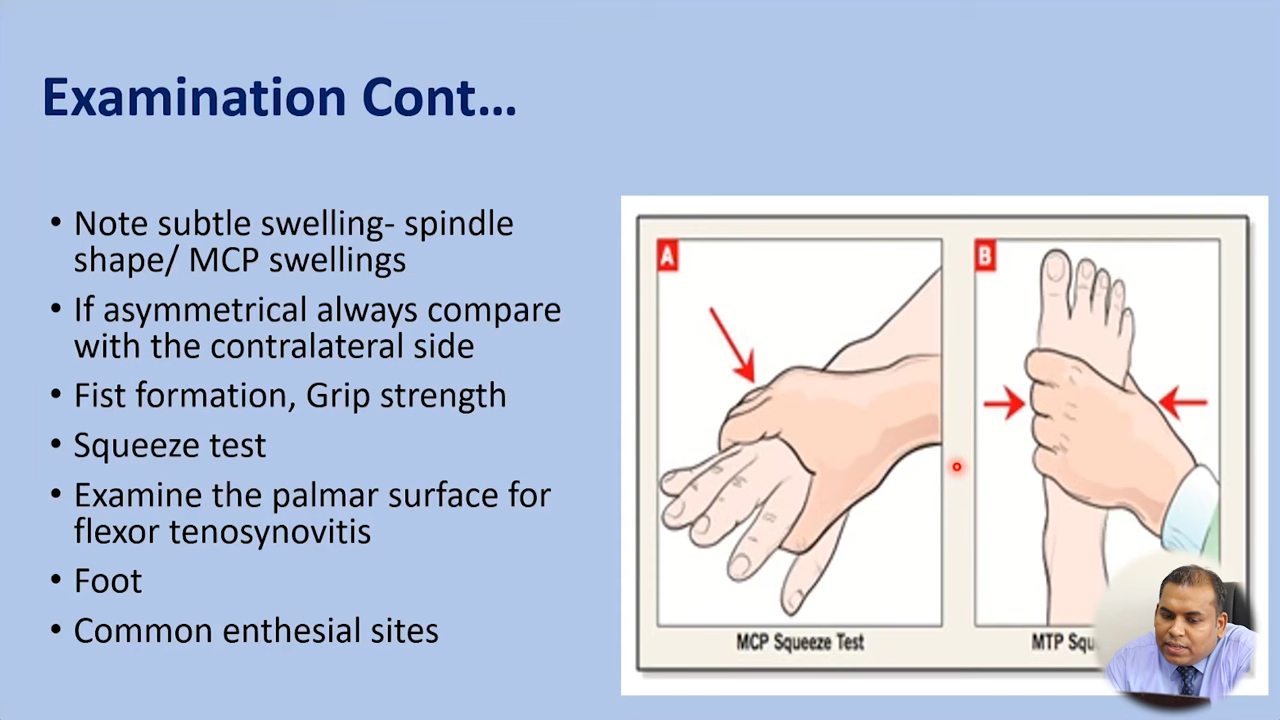 Examination Cont...
• Note subtle swelling- spindle
shape/ MCP swellings
• If asymmetrical always compare
with the contralateral side
• Fist formation, Grip strength
• Squeeze test
• Examine the palmar surface for
flexor tenosynovitis
• Foot
• Common enthesial sites
A
B
MCP Squeeze Test
MTP